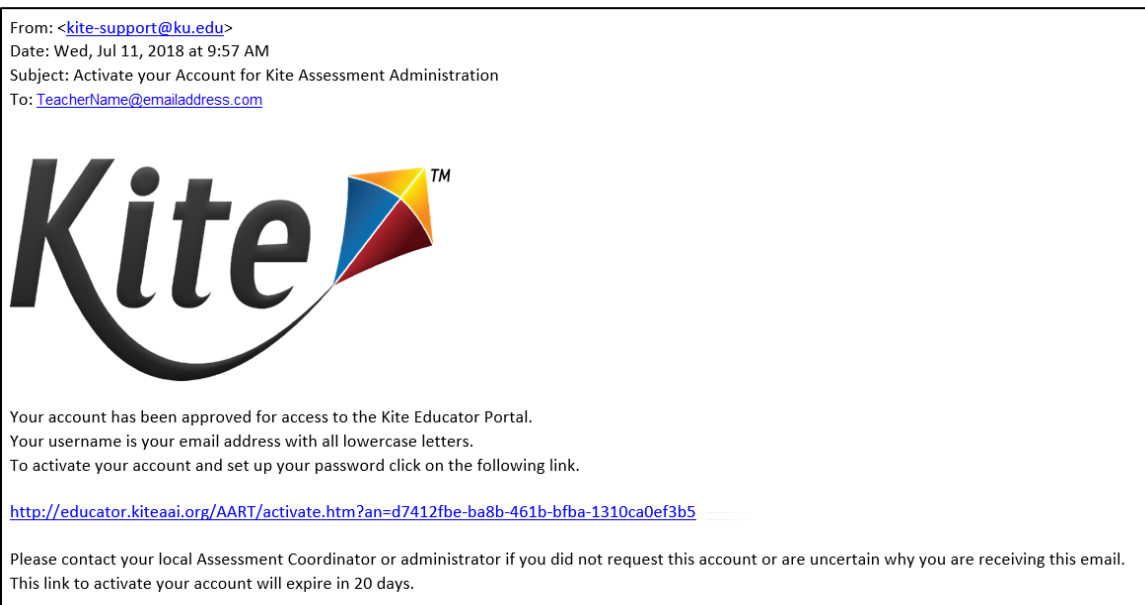 From: <kite-support@ku.edu>
Date: Wed, Jul 11, 2018 at 9:57 AM
Subject: Activate your Account for Kite Assessment Administration
To: TeacherName@emailaddress.com
Kite TM
Your account has been approved for access to the Kite Educator Portal.
Your username is your email address with all lowercase letters.
To activate your account and set up your password click on the following link.
http://educator.kiteaai.org/AART/activate.htm?an=d7412fbe-ba8b-461b-bfba-1310ca0ef3b5
Please contact your local Assessment Coordinator or administrator if you did not request this account or are uncertain why you are receiving this email.
This link to activate your account will expire in 20 days.